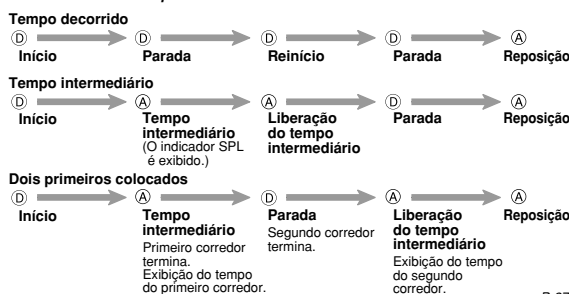 Tempo decorrido
D D D D A
Início Parada Reinício Parada Reposição
Tempo intermediário
D A A D A
Início Tempo intermediário (O indicador SPL é exibido.) Liberação do tempo intermediário Parada Reposição
Dois primeiros colocados
D A D A A
Início Tempo intermediário Primeiro corredor termina. Exibição do tempo do primeiro corredor. Parada Segundo corredor termina. Liberação do tempo intermediário Exibição do tempo do segundo corredor. Reposição